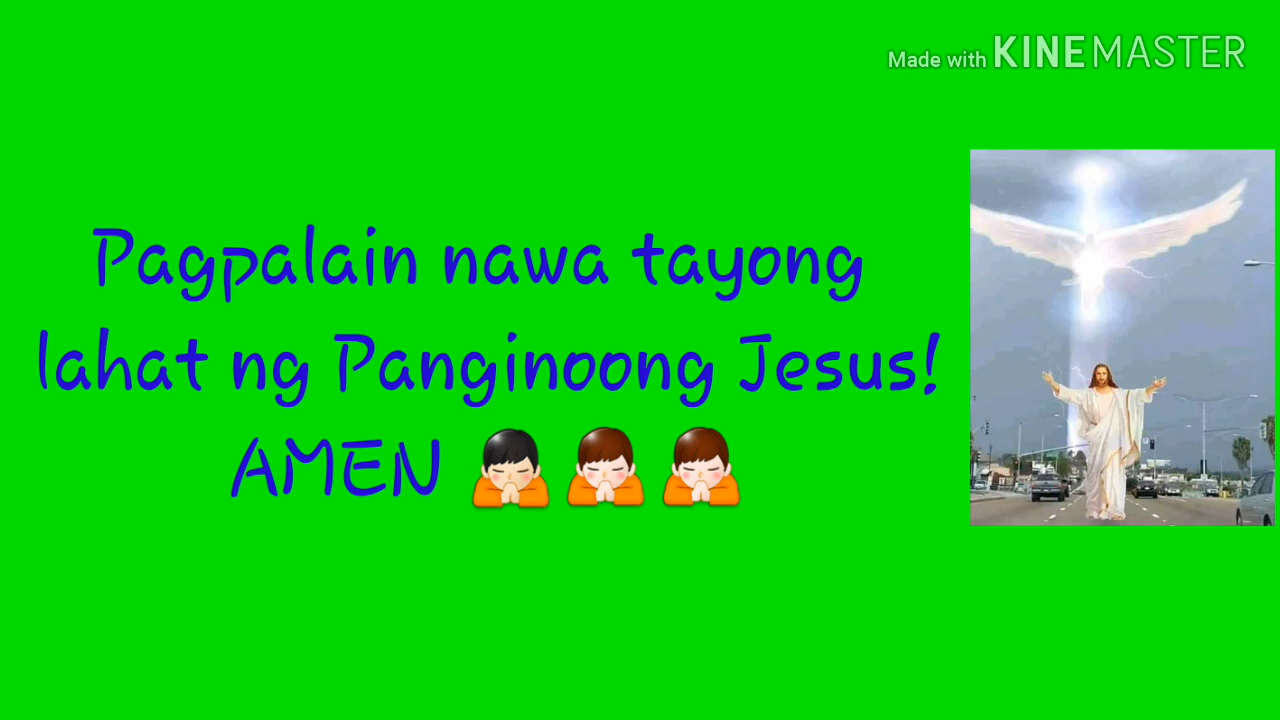 Made with KINEMASTER
Pagpalain nawa tayong
lahat ng Panginoong Jesus!
AMEN 🙏🙏🙏